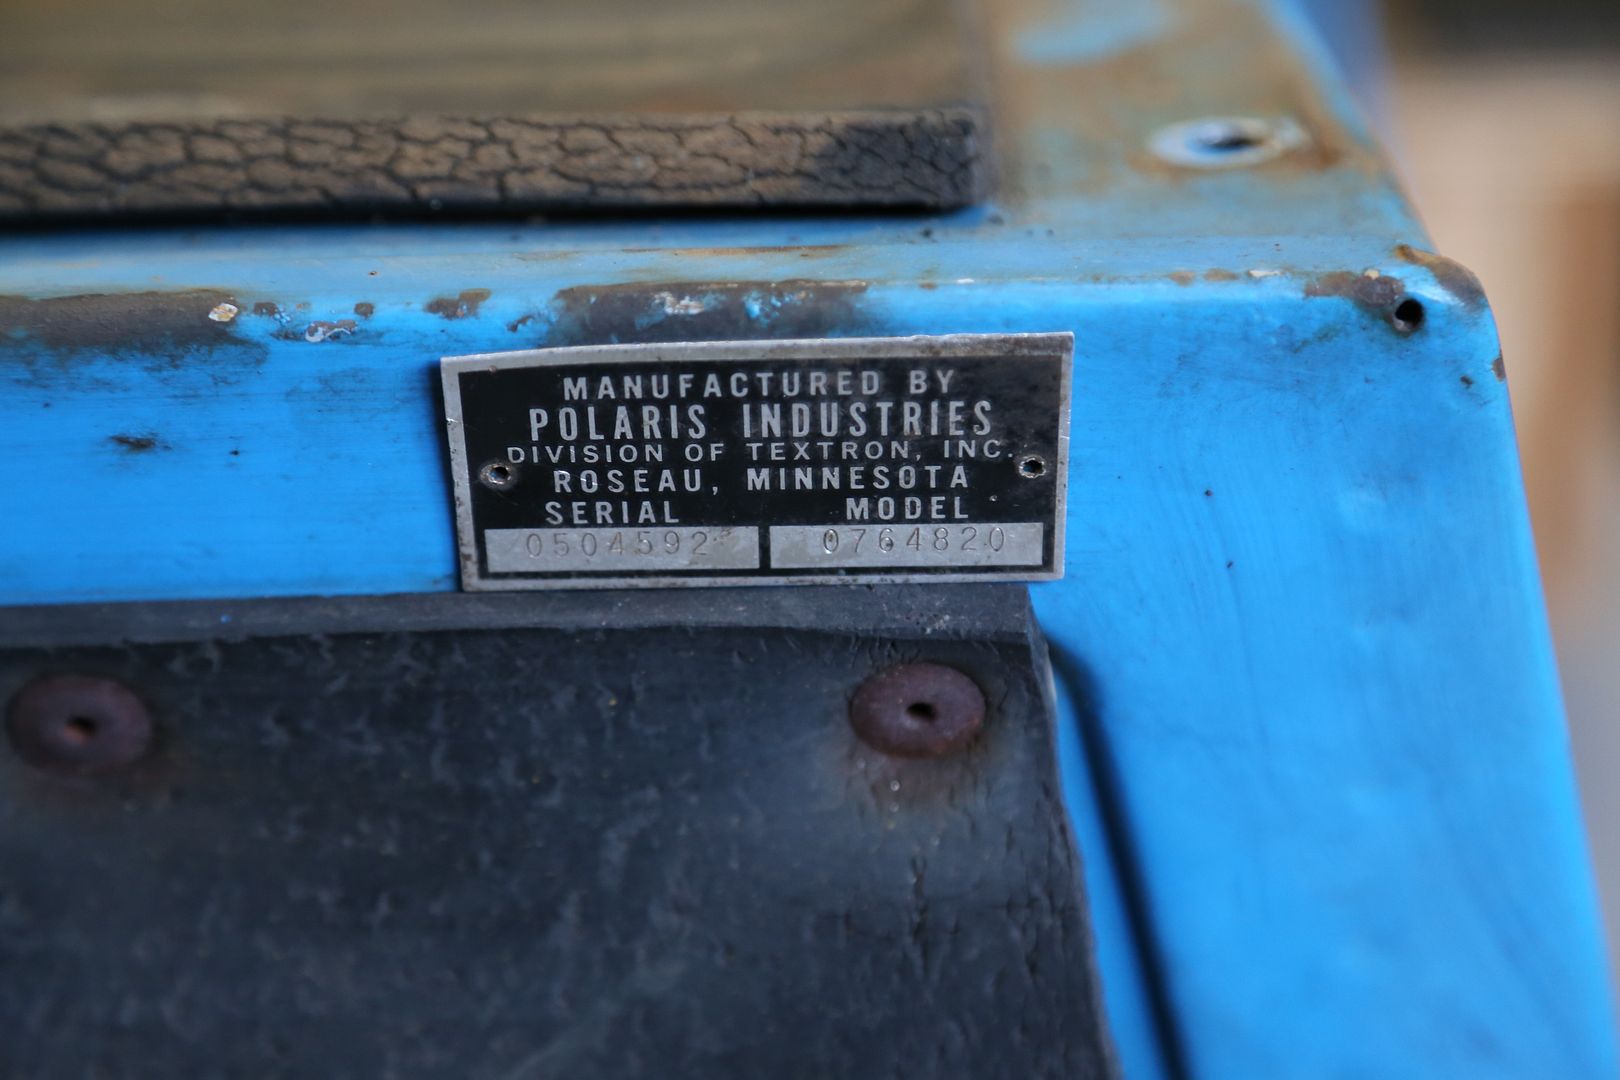 MANUFACTURED BY
POLARIS INDUSTRIES
DIVISION OF TEXTRON, INC.
ROSEAU, MINNESOTA
SERIAL MODEL
0504592 0764820